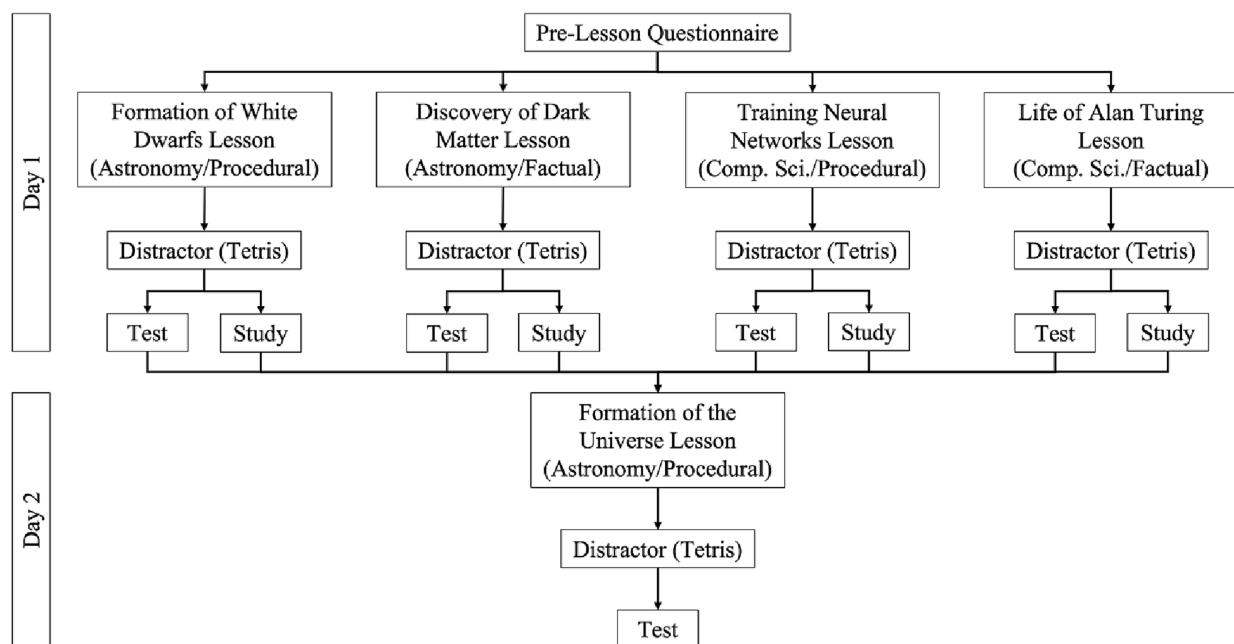 Day 1
Pre-Lesson Questionnaire
Formation of White
Dwarfs Lesson
(Astronomy/Procedural)
Discovery of Dark
Matter Lesson
(Astronomy/Factual)
Training Neural
Networks Lesson
(Comp. Sci./Procedural)
Life of Alan Turing
Lesson
(Comp. Sci./Factual)
Distractor (Tetris)
Distractor (Tetris)
Distractor (Tetris)
Distractor (Tetris)
Test
Study
Test
Study
Test
Study
Test
Study
Day 2
Formation of the
Universe Lesson
(Astronomy/Procedural)
Distractor (Tetris)
Test